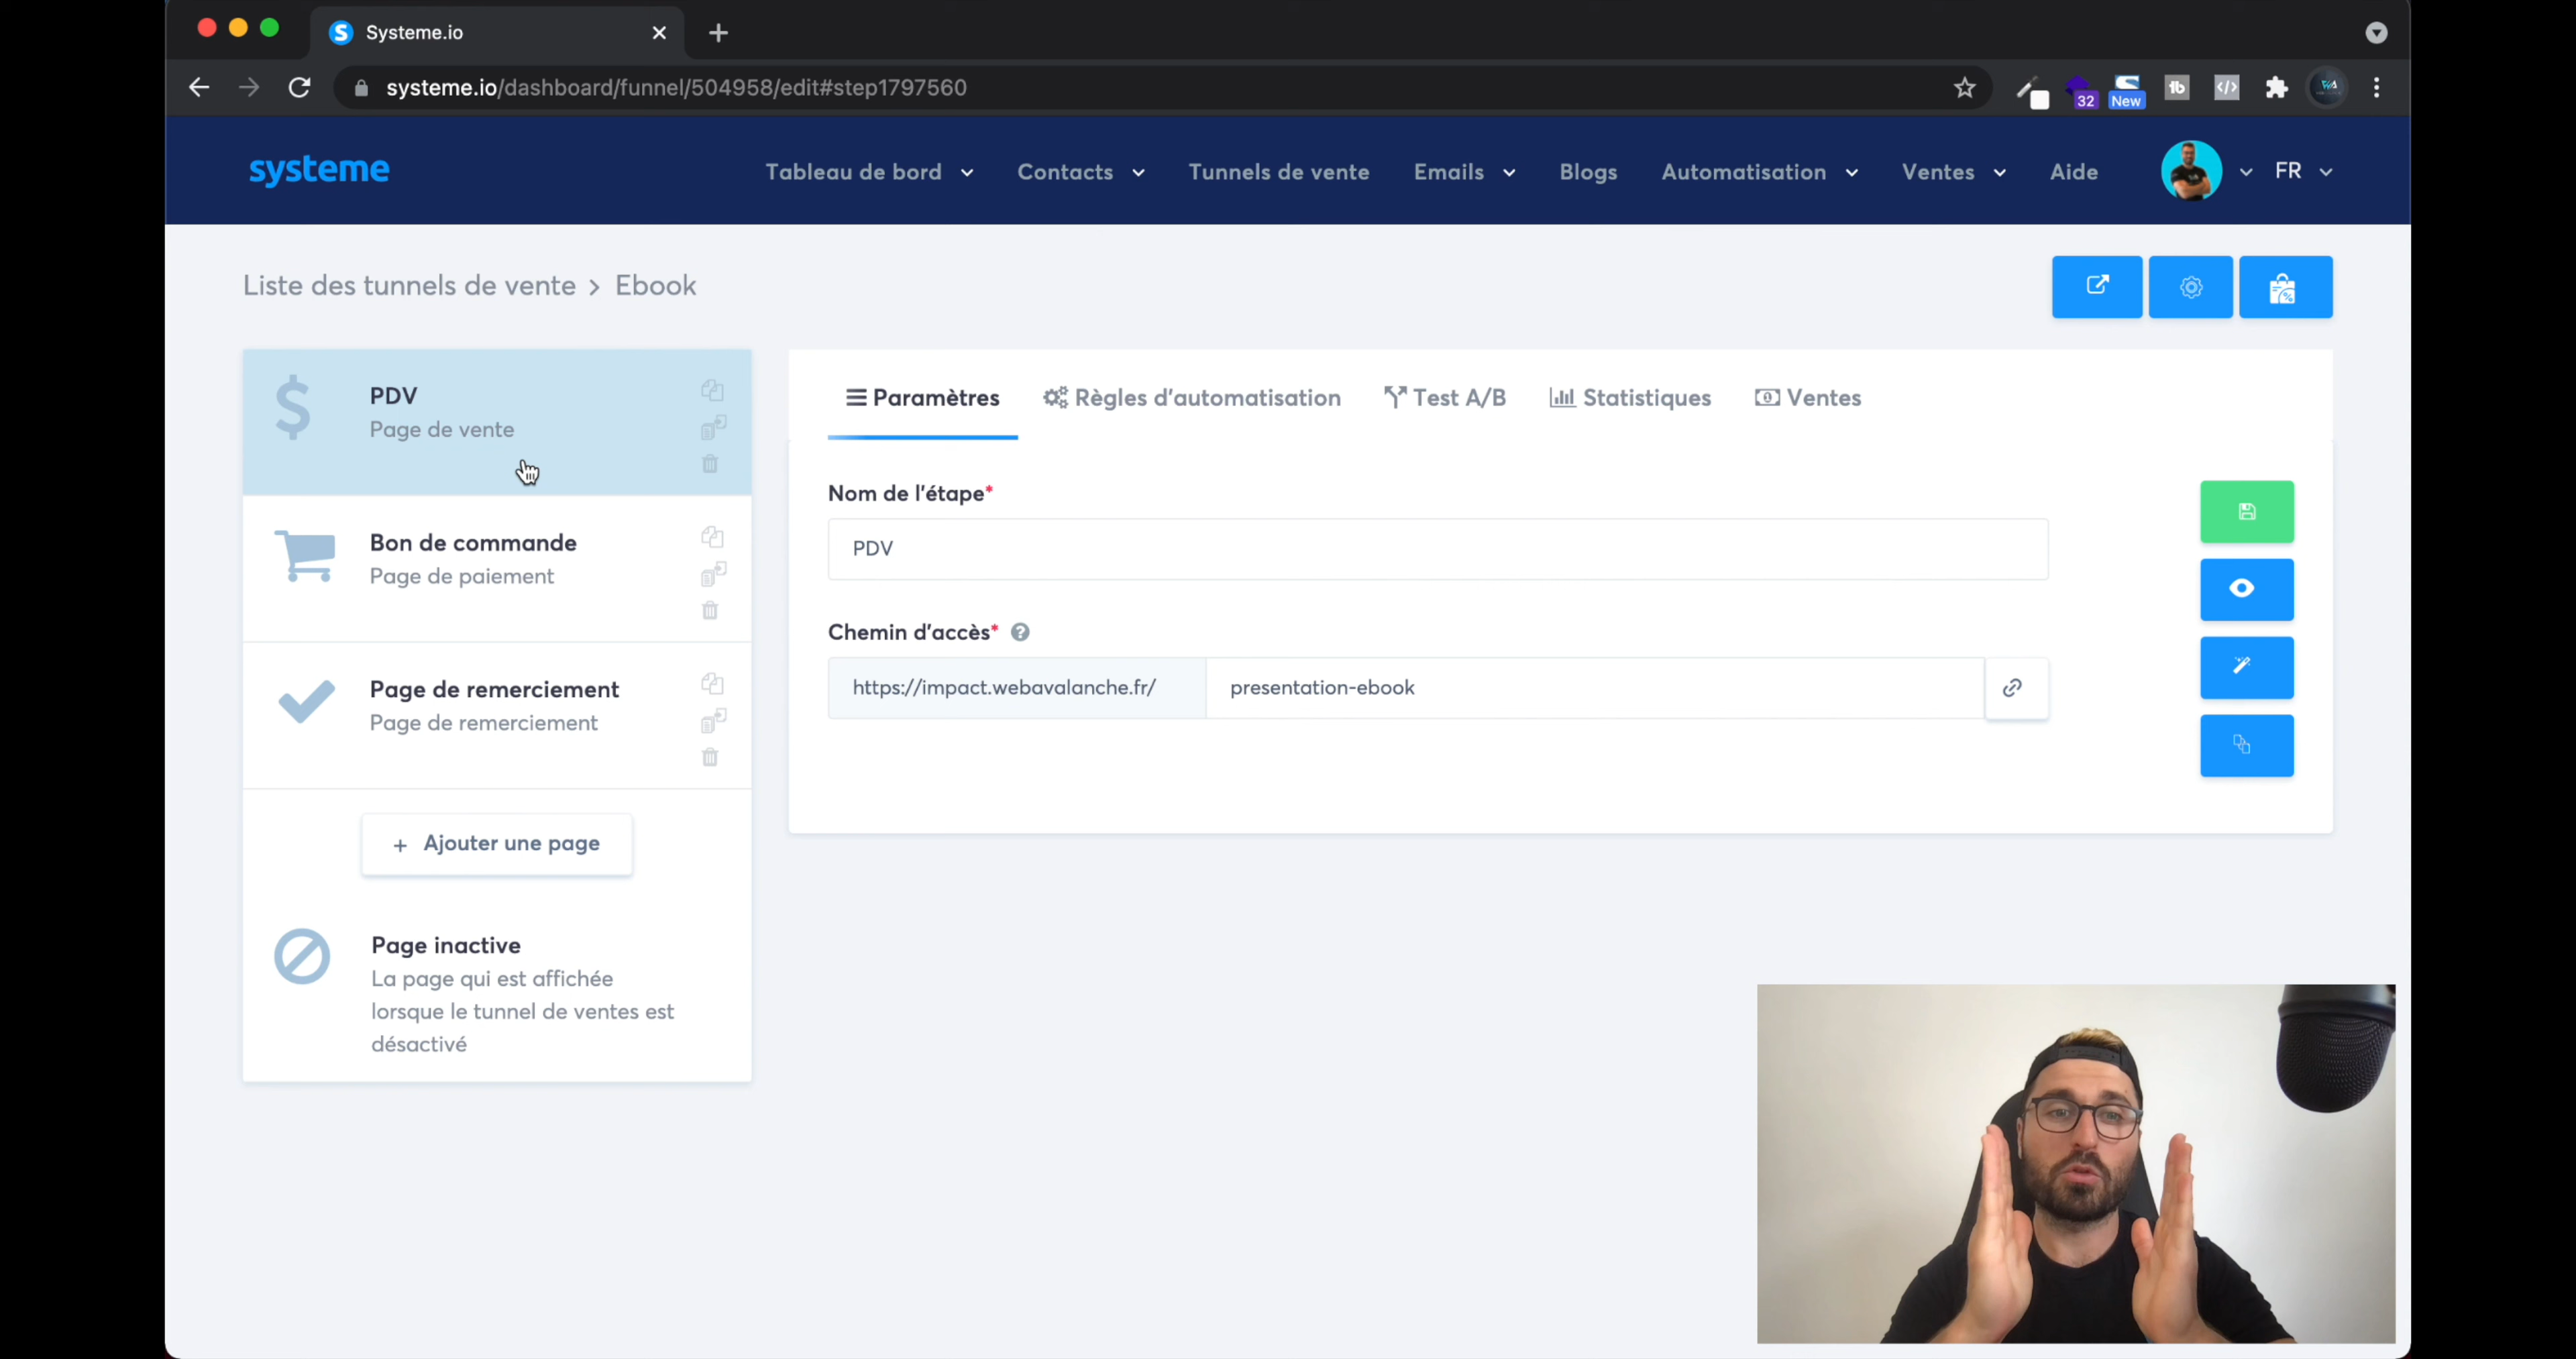 Systeme.io
systeme.io/dashboard/funnel/504958/edit#step1797560
32
New
systeme
Tableau de bord
Contacts
Tunnels de vente
Emails
Blogs
Automatisation
Ventes
Aide
FR
Liste des tunnels de vente > Ebook
PDV
Page de vente
Bon de commande
Page de paiement
Page de remerciement
Page de remerciement
+ Ajouter une page
Page inactive
La page qui est affichée
lorsque le tunnel de ventes est
désactivé
Paramètres
Règles d'automatisation
Test A/B
Statistiques
Ventes
Nom de l'étape*
PDV
Chemin d'accès*
https://impact.webavalanche.fr/
presentation-ebook